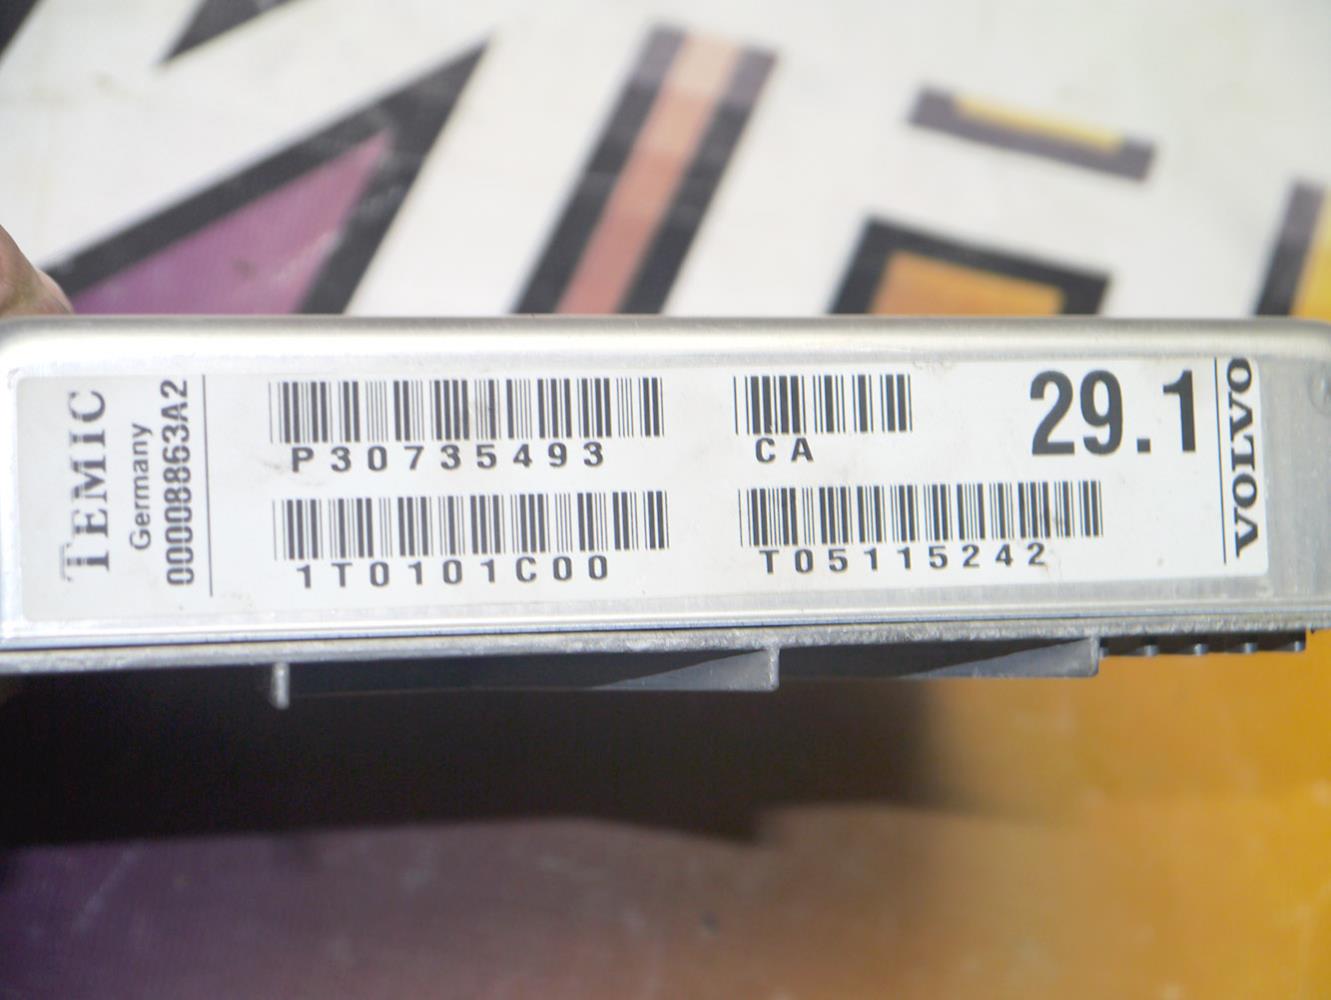 TEMIC
Germany
00008863A2
P30735493
CA
29.1
1T0101C00
T05115242
VOLVO